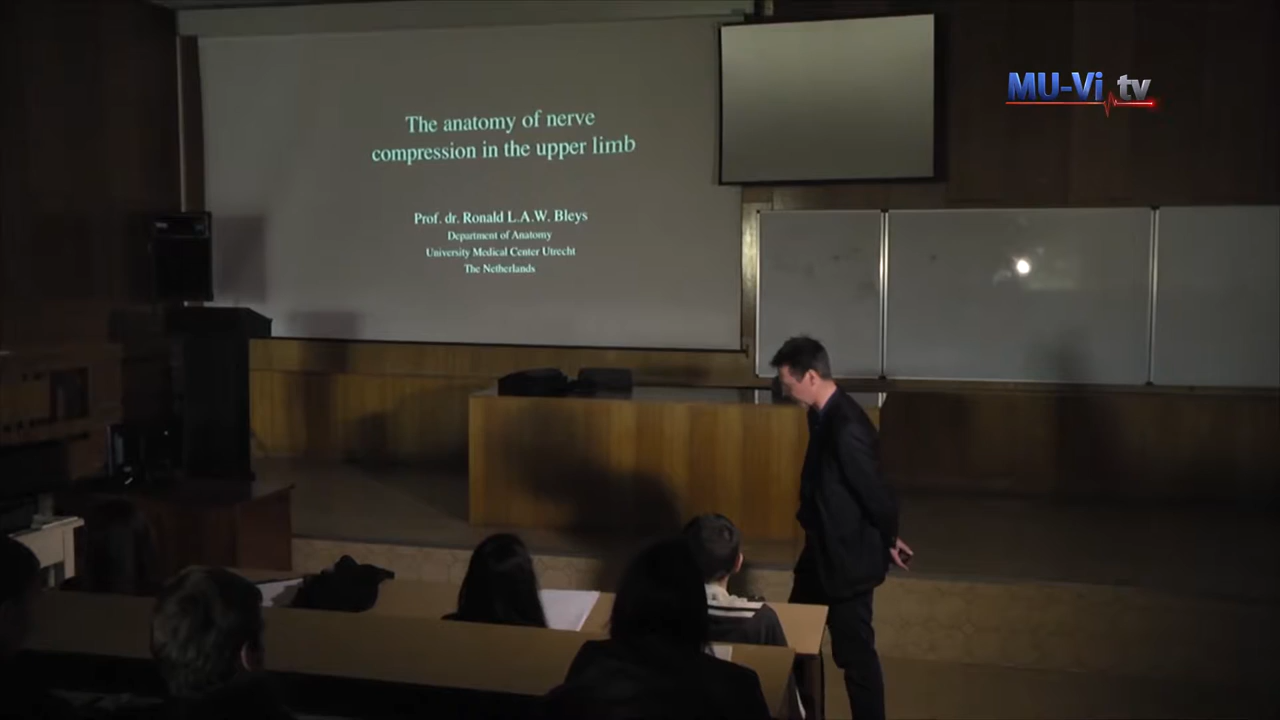 The anatomy of nerve
compression in the upper limb
Prof. dr. Ronald L.A.W. Bleys
Department of Anatomy
University Medical Center Utrecht
The Netherlands
MU-Vi tv